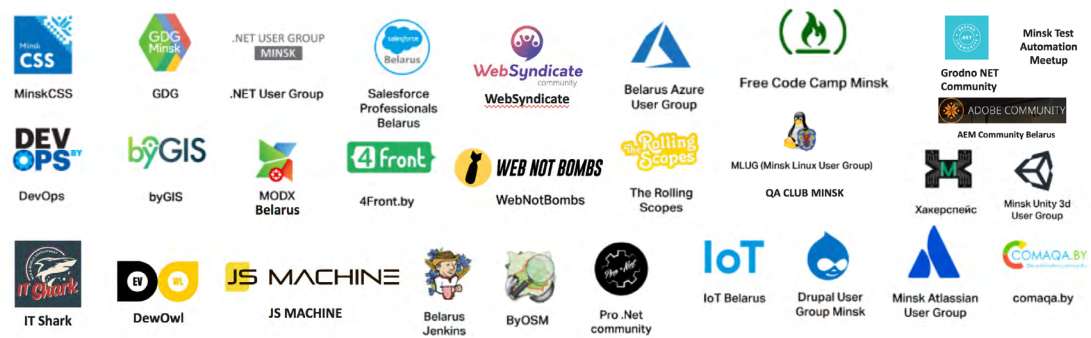 Minsk
CSS
MinskCSS
GDG
Minsk
GDG
.NET USER GROUP
MINSK
.NET User Group
salesforce
Belarus
Salesforce
Professionals
Belarus
WebSyndicate
community
WebSyndicate
Belarus Azure
User Group
Free Code Camp Minsk
.NET
Grodno NET
Community
Minsk Test
Automation
Meetup
ADOBE COMMUNITY
AEM Community Belarus
DEV
OPS BY
DevOps
byGIS
byGIS
MODX
Belarus
4front
4Front.by
WEB NOT BOMBS
WebNotBombs
The Rolling
Scopes
The Rolling
Scopes
MLUG (Minsk Linux User Group)
QA CLUB MINSK
M
Хакерспейс
Minsk Unity 3d
User Group
IT Shark
IT Shark
EV
WL
DewOwl
JS MACHINE
JS MACHINE
Belarus
Jenkins
ByOSM
Pro .Net
community
IoT
IoT Belarus
Drupal User
Group Minsk
Minsk Atlassian
User Group
COMAQA.BY
comaqa.by